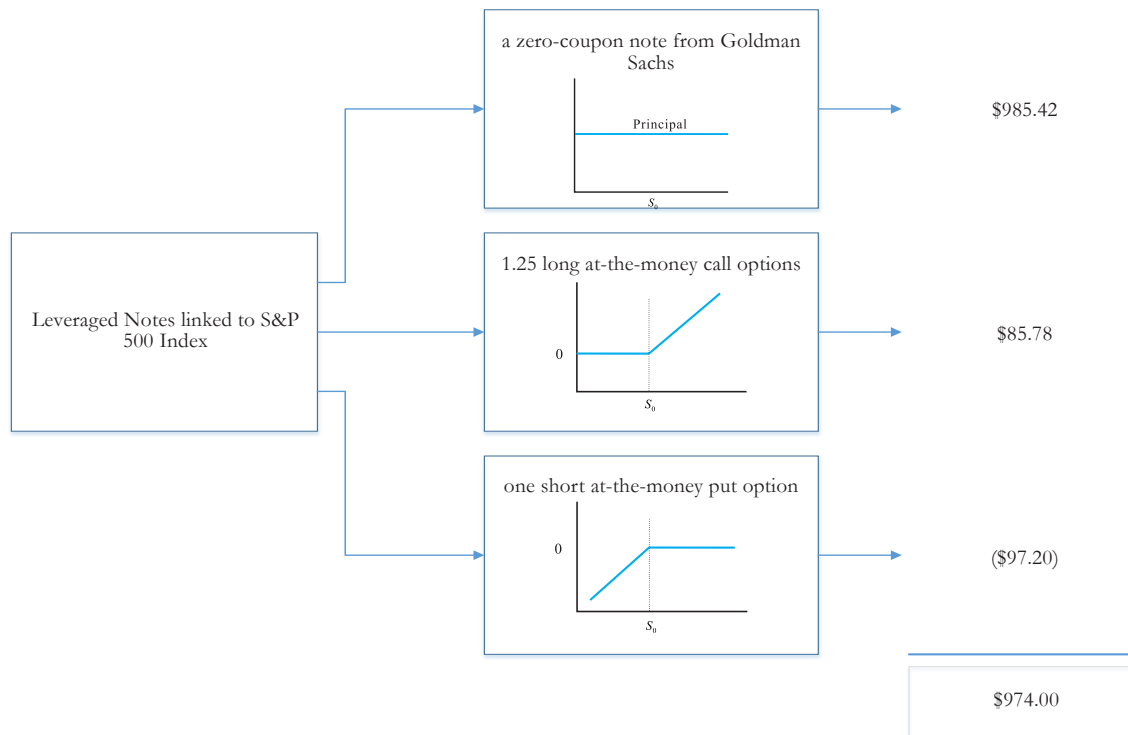 a zero-coupon note from Goldman
Sachs
Principal
S₀
$985.42
Leveraged Notes linked to S&P
500 Index
1.25 long at-the-money call options
0
S₀
$85.78
one short at-the-money put option
0
S₀
($97.20)
$974.00